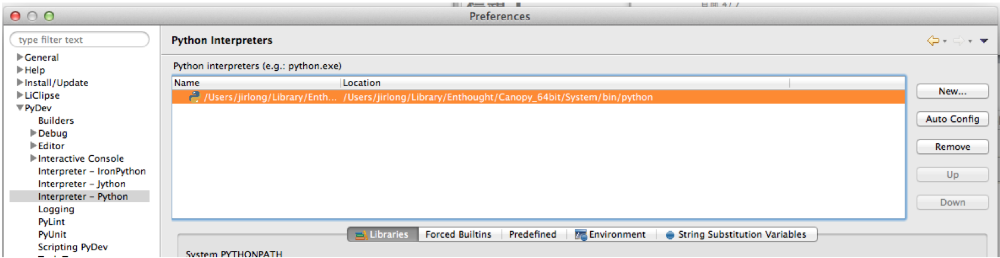 Preferences
type filter text
General
Help
Install/Update
LiClipse
PyDev
Builders
Debug
Editor
Interactive Console
Interpreter - IronPython
Interpreter - Jython
Interpreter - Python
Logging
PyLint
PyUnit
Scripting PyDev
Python Interpreters
Python interpreters (e.g.: python.exe)
Name Location
/Users/jirlong/Library/Enth... /Users/jirlong/Library/Enthought/Canopy_64bit/System/bin/python
New...
Auto Config
Remove
Up
Down
Libraries Forced Builtins Predefined Environment String Substitution Variables
System PYTHONPATH